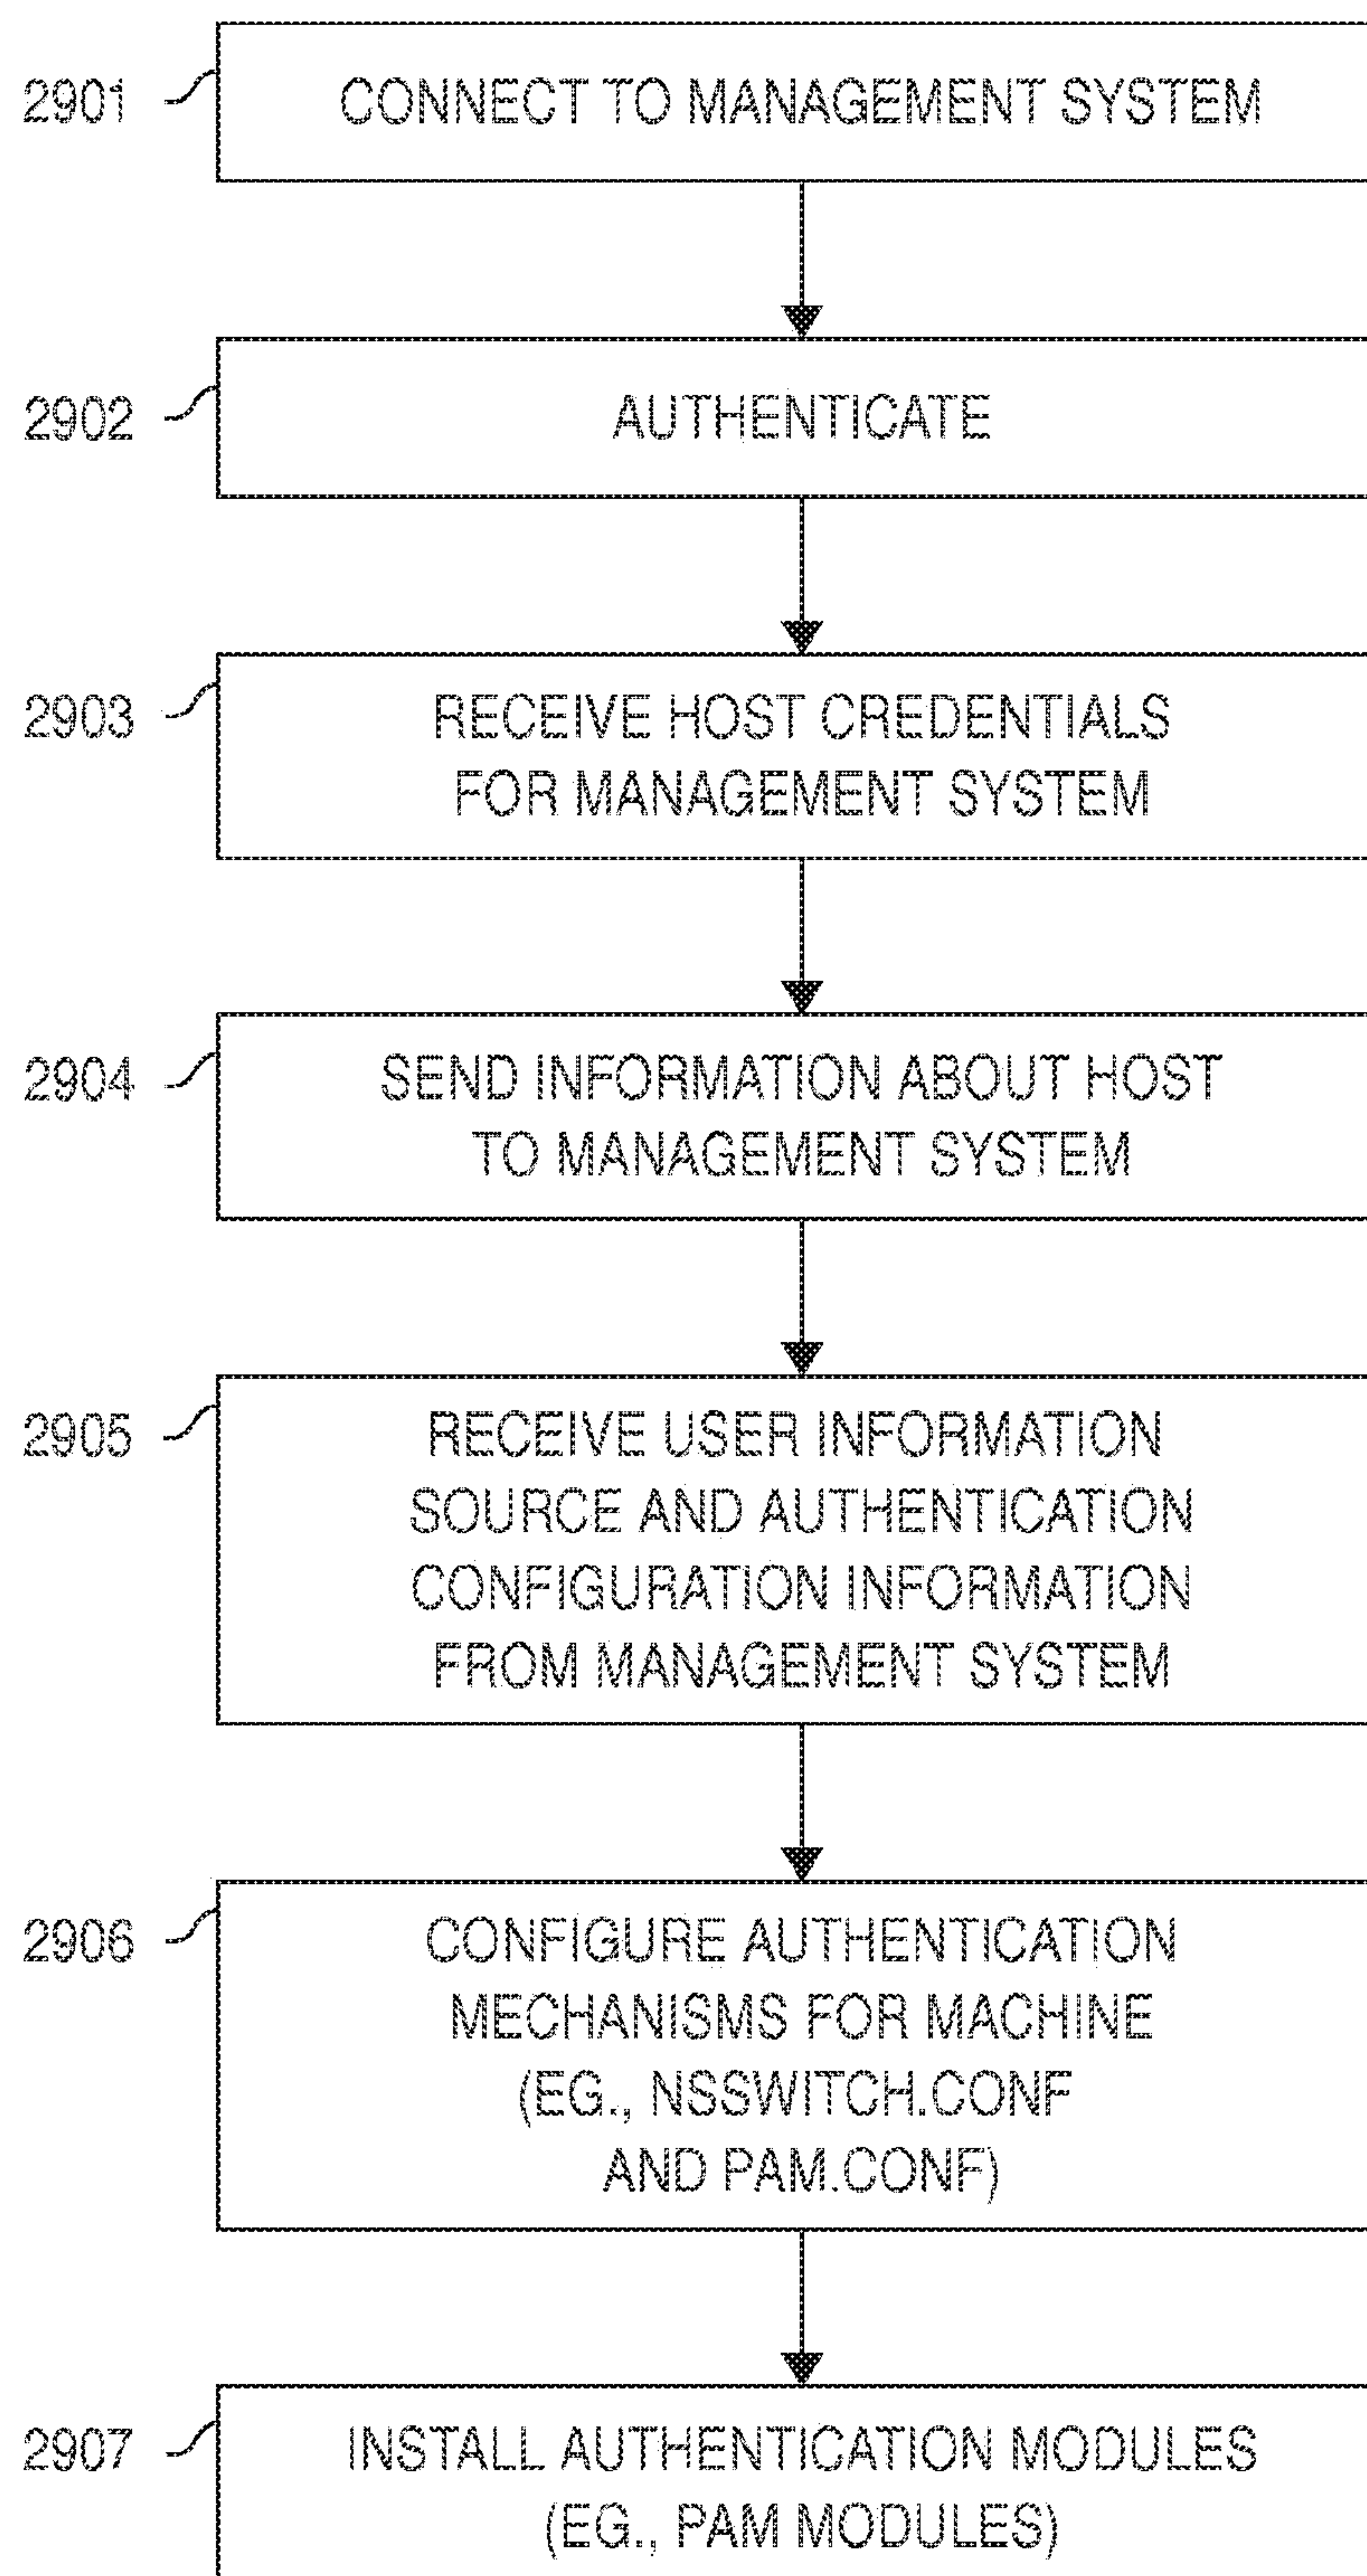 2901
CONNECT TO MANAGEMENT SYSTEM
2902
AUTHENTICATE
2903
RECEIVE HOST CREDENTIALS
FOR MANAGEMENT SYSTEM
2904
SEND INFORMATION ABOUT HOST
TO MANAGEMENT SYSTEM
2905
RECEIVE USER INFORMATION
SOURCE AND AUTHENTICATION
CONFIGURATION INFORMATION
FROM MANAGEMENT SYSTEM
2906
CONFIGURE AUTHENTICATION
MECHANISMS FOR MACHINE
(EG., NSSWITCH.CONF
AND PAM.CONF)
2907
INSTALL AUTHENTICATION MODULES
(EG., PAM MODULES)